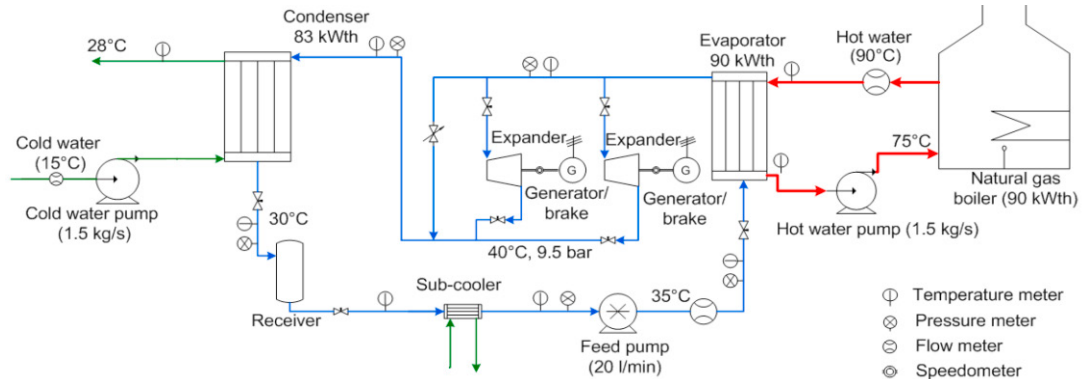 Condenser
83 kWth
28°C
Evaporator
90 kWth
Hot water
(90°C)
Cold water
(15°C)
Expander
Expander
G
G
75°C
Generator/
brake
Generator/
brake
Natural gas
boiler (90 kWth)
Cold water pump
(1.5 kg/s)
30°C
Hot water pump (1.5 kg/s)
40°C, 9.5 bar
Sub-cooler
35°C
Receiver
Feed pump
(20 l/min)
Temperature meter
Pressure meter
Flow meter
Speedometer